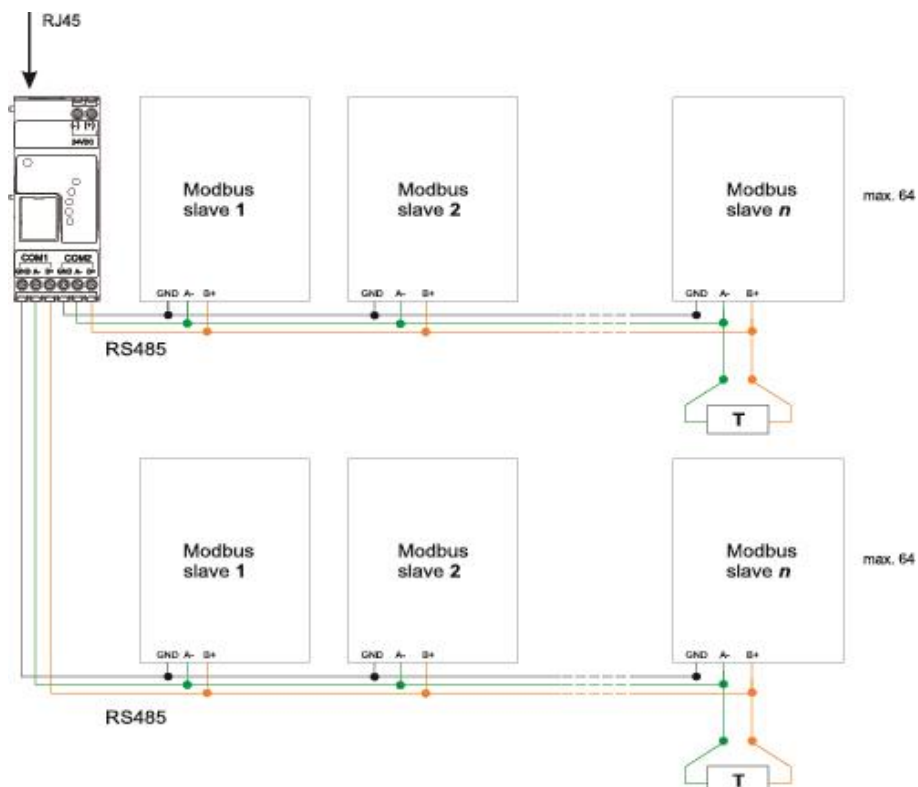 RJ45
(-) (+)
24VDC
COM1 COM2
GND A- B+ GND A- B+
Modbus
slave 1
Modbus
slave 2
Modbus
slave n
max. 64
GND A- B+
GND A- B+
GND A- B+
RS485
T
Modbus
slave 1
Modbus
slave 2
Modbus
slave n
max. 64
GND A- B+
GND A- B+
GND A- B+
RS485
T